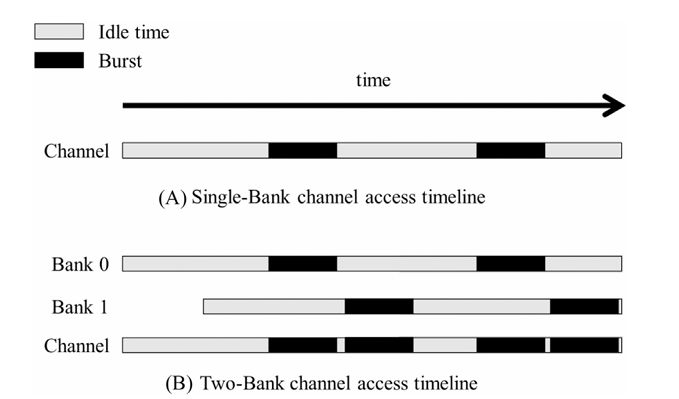 Idle time
Burst
time
Channel
(A) Single-Bank channel access timeline
Bank 0
Bank 1
Channel
(B) Two-Bank channel access timeline